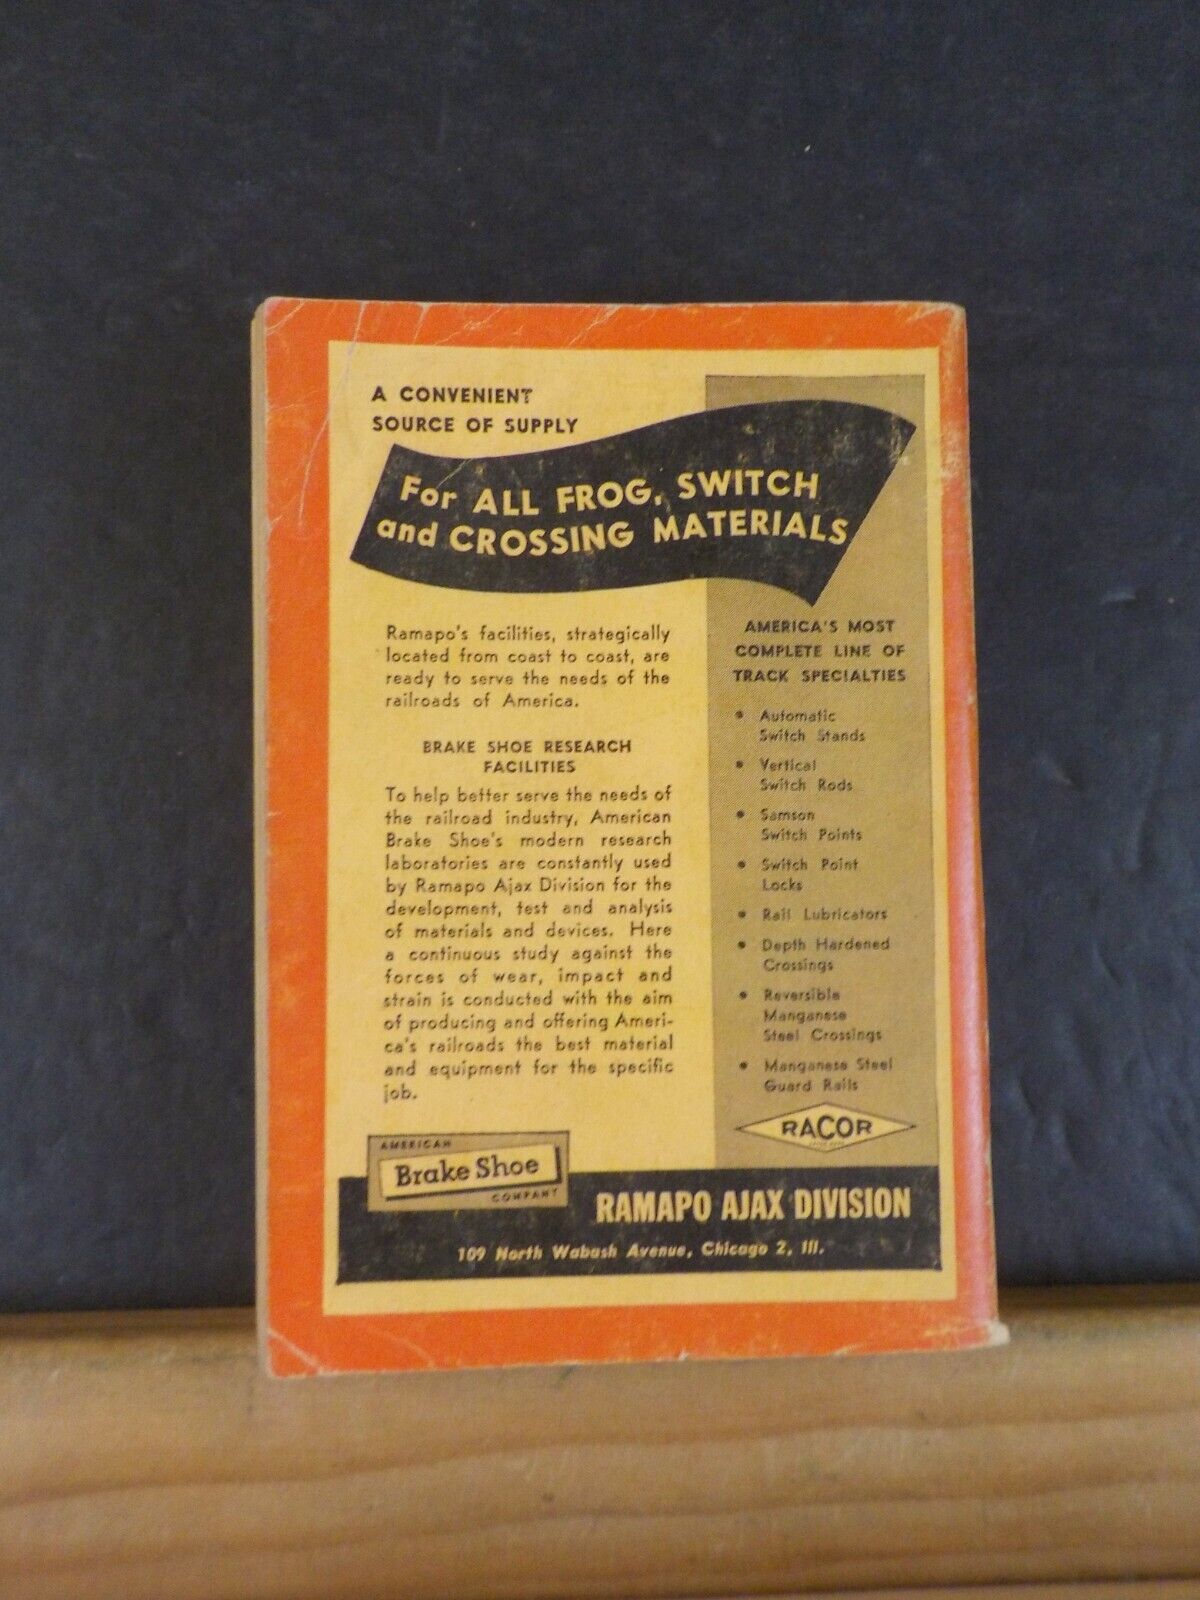 A CONVENIENT
SOURCE OF SUPPLY
For ALL FROG, SWITCH
and CROSSING MATERIALS
Ramapo's facilities, strategically
located from coast to coast, are
ready to serve the needs of the
railroads of America.
BRAKE SHOE RESEARCH
FACILITIES
To help better serve the needs of
the railroad industry, American
Brake Shoe's modern research
laboratories are constantly used
by Ramapo Ajax Division for the
development, test and analysis
of materials and devices. Here
a continuous study against the
forces of wear, impact and
strain is conducted with the aim
of producing and offering Ameri-
ca's railroads the best material
and equipment for the specific
job.
AMERICA'S MOST
COMPLETE LINE OF
TRACK SPECIALTIES
• Automatic
Switch Stands
• Vertical
Switch Rods
• Samson
Switch Points
• Switch Point
Locks
• Rail Lubricators
• Depth Hardened
Crossings
• Reversible
Manganese
Steel Crossings
• Manganese Steel
Guard Rails
RACOR
AMERICAN
Brake Shoe
COMPANY
RAMAPO AJAX DIVISION
109 North Wabash Avenue, Chicago 2, Ill.